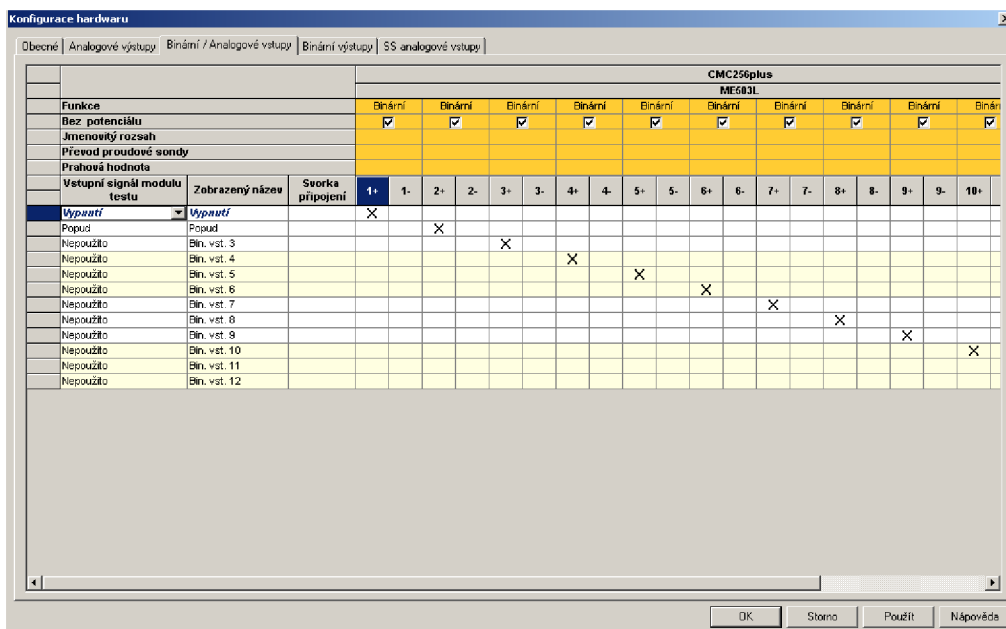 Konfigurace hardwaru
Obecné Analogové výstupy Binární / Analogové vstupy Binární výstupy SS analogové vstupy
CMC256plus
ME503L
Funkce Binární Binární Binární Binární Binární Binární Binární Binární Binární Binárn
Bez potenciálu
Jmenovitý rozsah
Převod proudové sondy
Prahová hodnota
Vstupní signál modulu testu Zobrazený název Svorka připojení 1+ 1- 2+ 2- 3+ 3- 4+ 4- 5+ 5- 6+ 6- 7+ 7- 8+ 8- 9+ 9- 10+
Vypnutí Vypnutí X
Popud Popud X
Nepoužito Bin. vst. 3 X
Nepoužito Bin. vst. 4 X
Nepoužito Bin. vst. 5 X
Nepoužito Bin. vst. 6 X
Nepoužito Bin. vst. 7 X
Nepoužito Bin. vst. 8 X
Nepoužito Bin. vst. 9 X
Nepoužito Bin. vst. 10 X
Nepoužito Bin. vst. 11
Nepoužito Bin. vst. 12
OK Storno Použít Nápověda